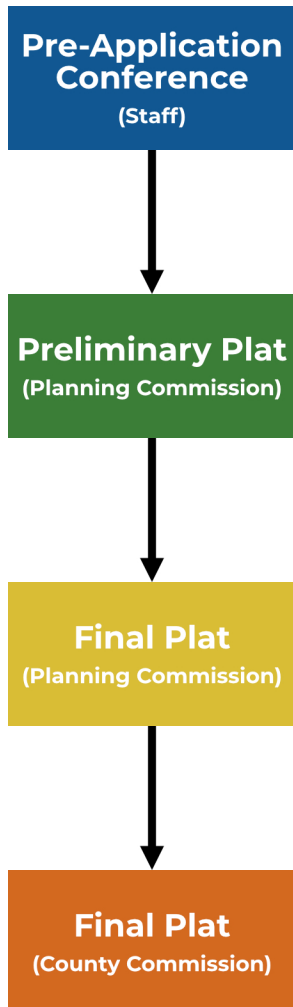 Pre-Application
Conference
(Staff)
Preliminary Plat
(Planning Commission)
Final Plat
(Planning Commission)
Final Plat
(County Commission)